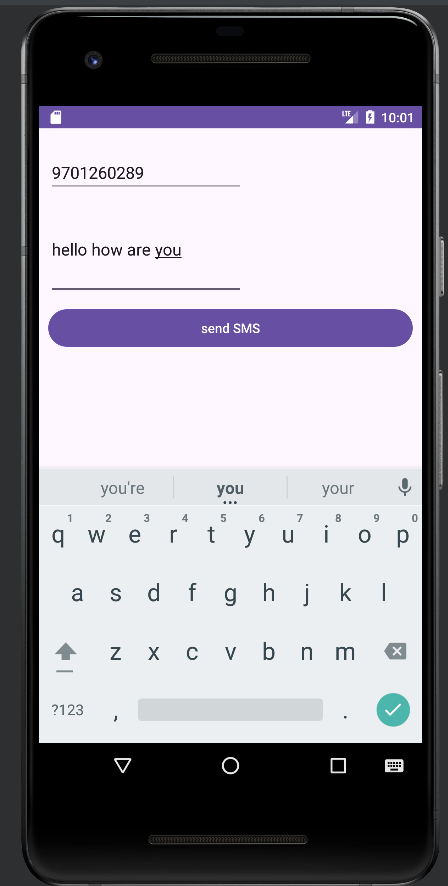 LTE 10:01
9701260289
hello how are you
send SMS
you're you your
1 2 3 4 5 6 7 8 9 0
q w e r t y u i o p
a s d f g h j k l
z x c v b n m
?123 , .